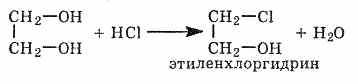 CH₂—OH CH₂—Cl
+ HCl + H₂O
CH₂—OH CH₂—OH
этиленхлоргидрин